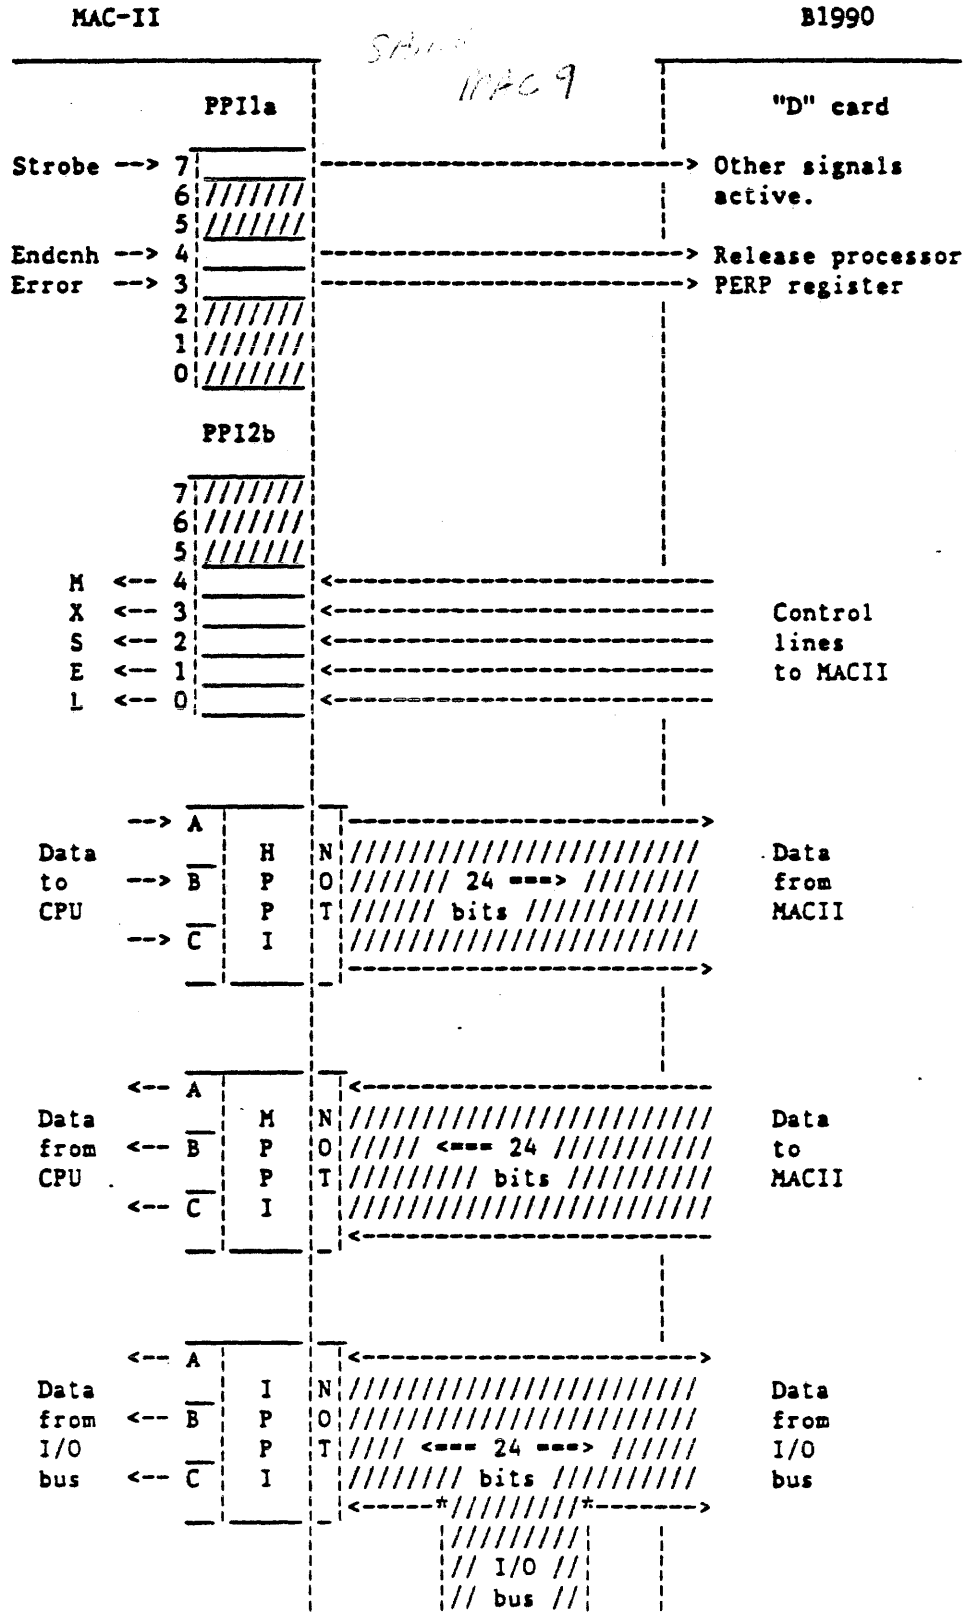 MAC-II B1990
MAC 9
PPI1a "D" card
Strobe --> 7 --> Other signals
6 /////// active.
5 ///////
Endcnh --> 4 --> Release processor
Error --> 3 --> PERP register
2 ///////
1 ///////
0 ///////
PPI2b
7 ///////
6 ///////
5 ///////
M <-- 4 <--
X <-- 3 <-- Control
S <-- 2 <-- lines
E <-- 1 <-- to MACII
L <-- 0 <--
--> A -->
Data H N Data
to --> B P O 24 ===> from
CPU P T bits MACII
--> C I
-->
<-- A <--
Data M N Data
from <-- B P O <=== 24 to
CPU P T bits MACII
<-- C I
<--
<-- A <-->
Data I N Data
from <-- B P O from
I/O P T <=== 24 ===> I/O
bus <-- C I bits bus
<-----*/////////*----->
/////////
// I/O //
// bus //